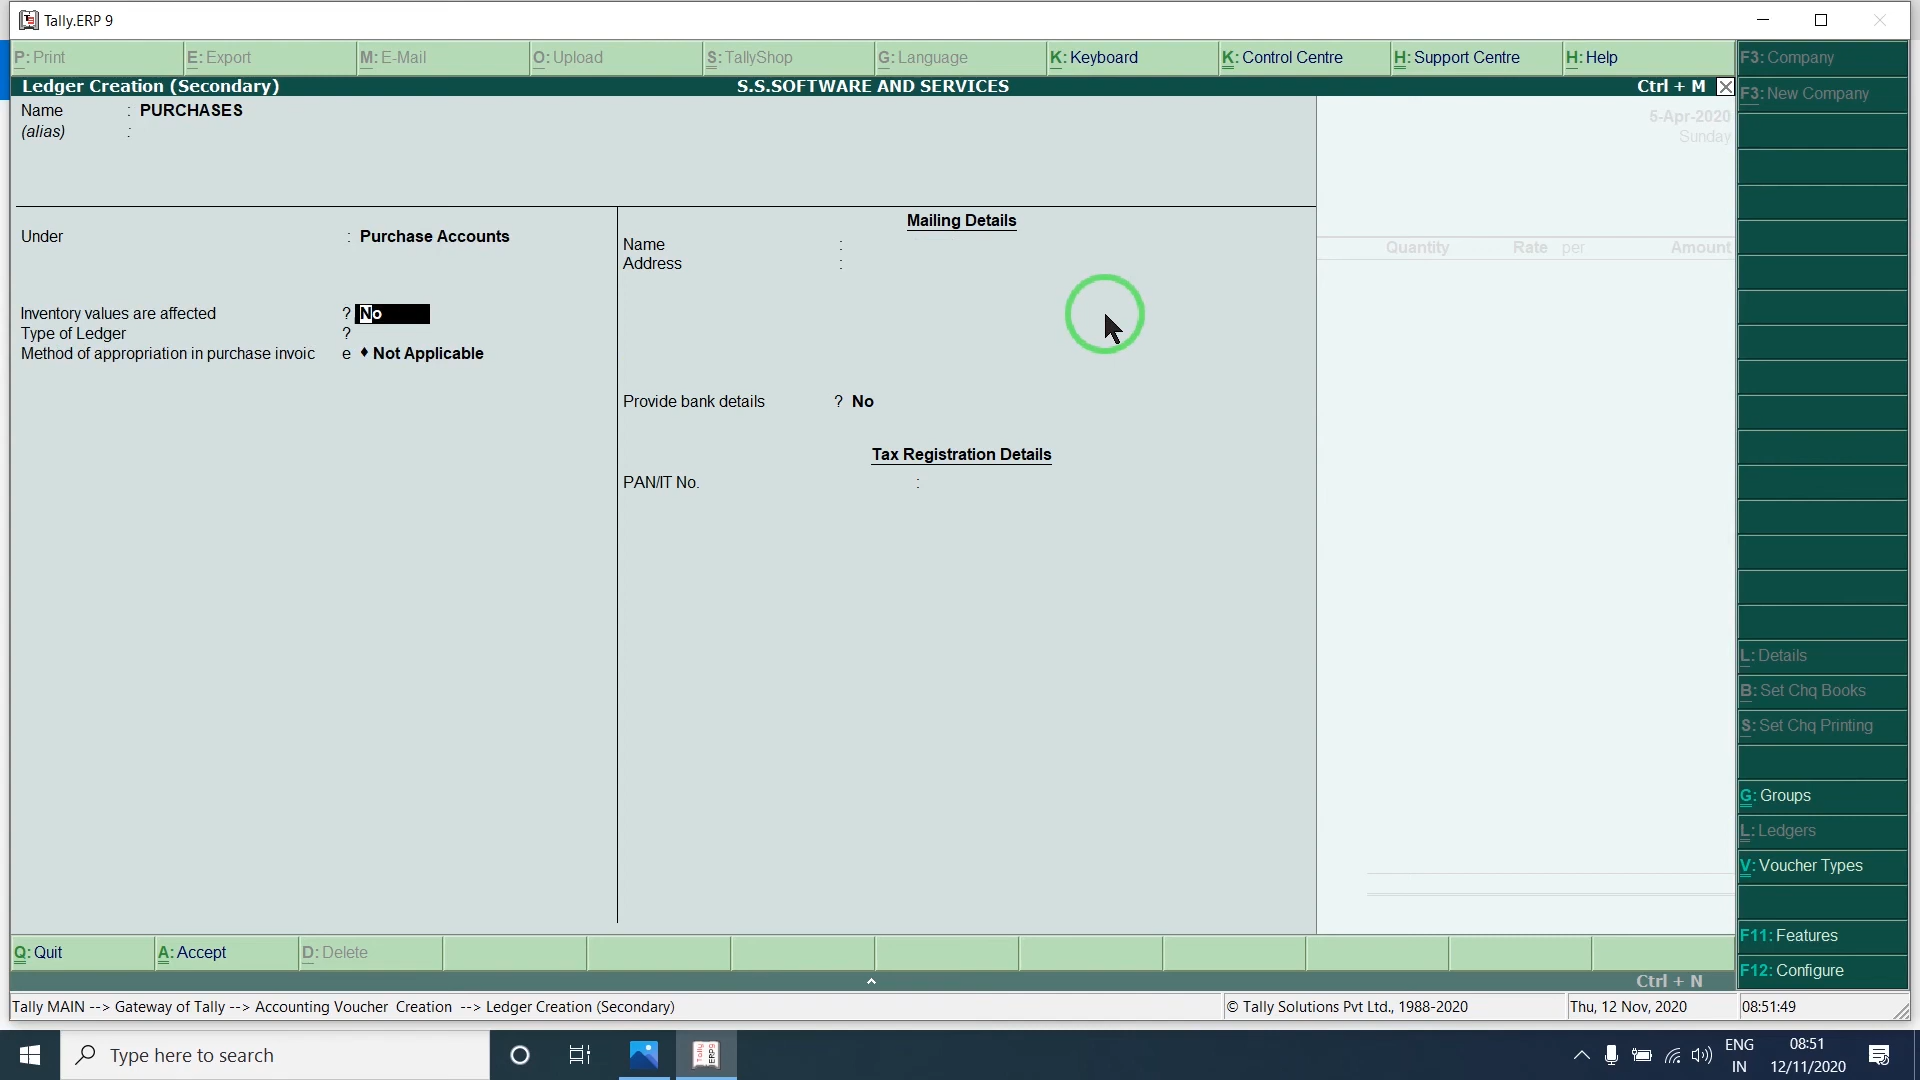 Tally.ERP 9
P: Print E: Export M: E-Mail O: Upload S: TallyShop G: Language K: Keyboard K: Control Centre H: Support Centre H: Help F3: Company
Ledger Creation (Secondary) S.S.SOFTWARE AND SERVICES Ctrl + M
F3: New Company
Name : PURCHASES
(alias) :
5-Apr-2020
Sunday
Mailing Details
Under : Purchase Accounts
Name :
Address :
Quantity Rate per Amount
Inventory values are affected ? No
Type of Ledger ?
Method of appropriation in purchase invoic e ♦ Not Applicable
Provide bank details ? No
Tax Registration Details
PAN/IT No. :
L: Details
B: Set Chq Books
S: Set Chq Printing
G: Groups
L: Ledgers
V: Voucher Types
F11: Features
F12: Configure
Q: Quit A: Accept D: Delete
Ctrl + N
Tally MAIN --> Gateway of Tally --> Accounting Voucher Creation --> Ledger Creation (Secondary) © Tally Solutions Pvt Ltd., 1988-2020 Thu, 12 Nov, 2020 08:51:49
Type here to search
Tally ERP9
ENG
IN
08:51
12/11/2020